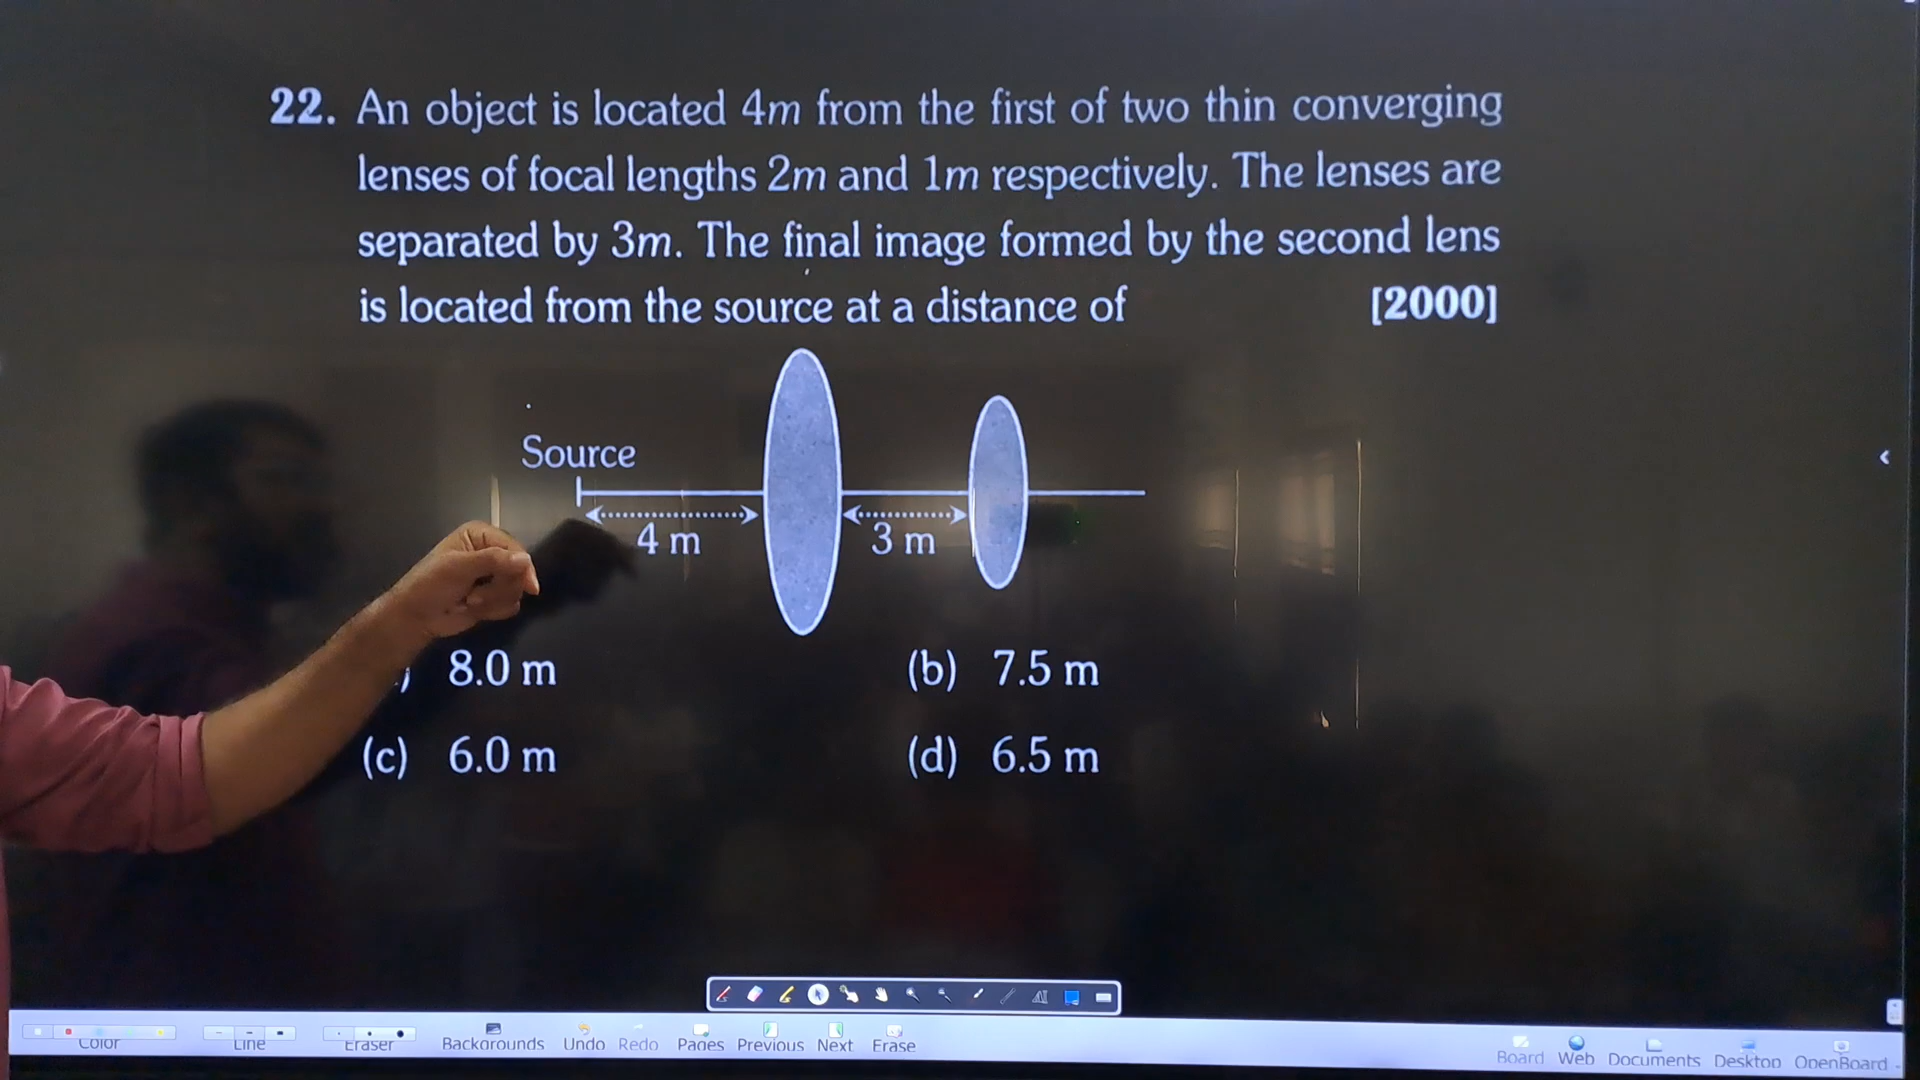 22. An object is located 4m from the first of two thin converging
lenses of focal lengths 2m and 1m respectively. The lenses are
separated by 3m. The final image formed by the second lens
is located from the source at a distance of [2000]
Source
4 m 3 m
) 8.0 m (b) 7.5 m
(c) 6.0 m (d) 6.5 m
Color Line Eraser Backgrounds Undo Redo Pages Previous Next Erase Board Web Documents Desktop OpenBoard